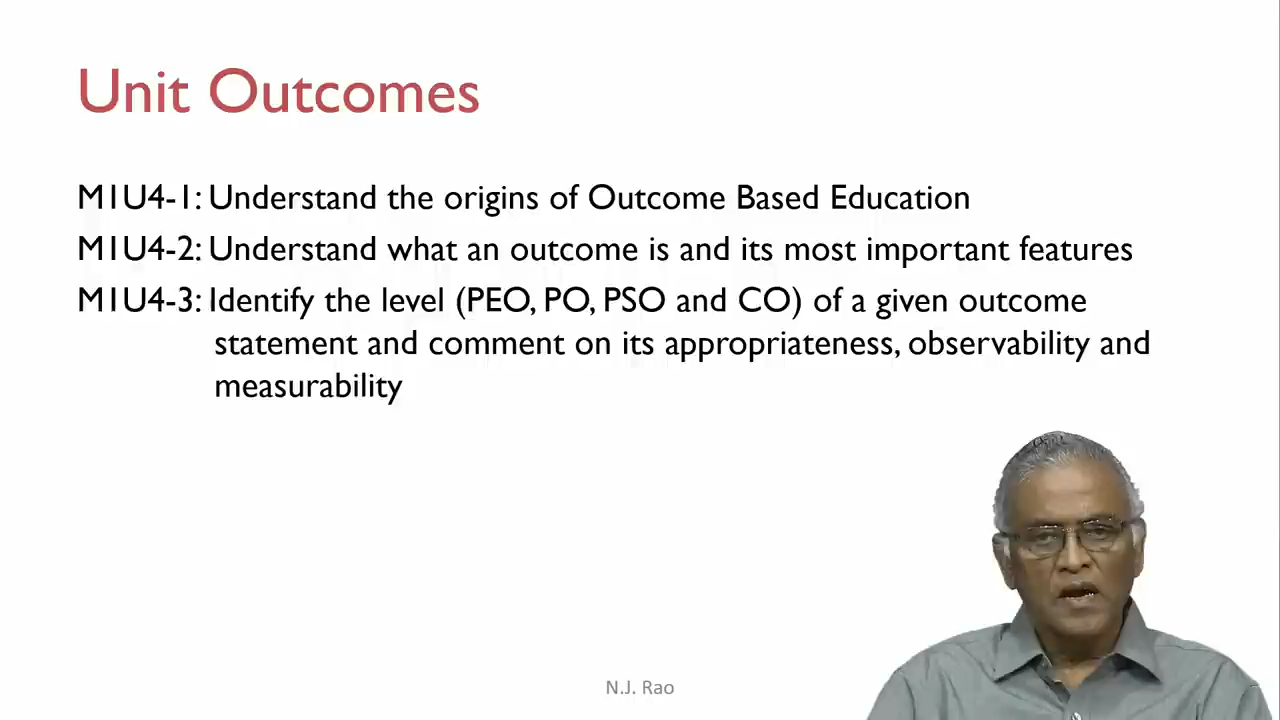 Unit Outcomes
M1U4-1: Understand the origins of Outcome Based Education
M1U4-2: Understand what an outcome is and its most important features
M1U4-3: Identify the level (PEO, PO, PSO and CO) of a given outcome
statement and comment on its appropriateness, observability and
measurability
N.J. Rao